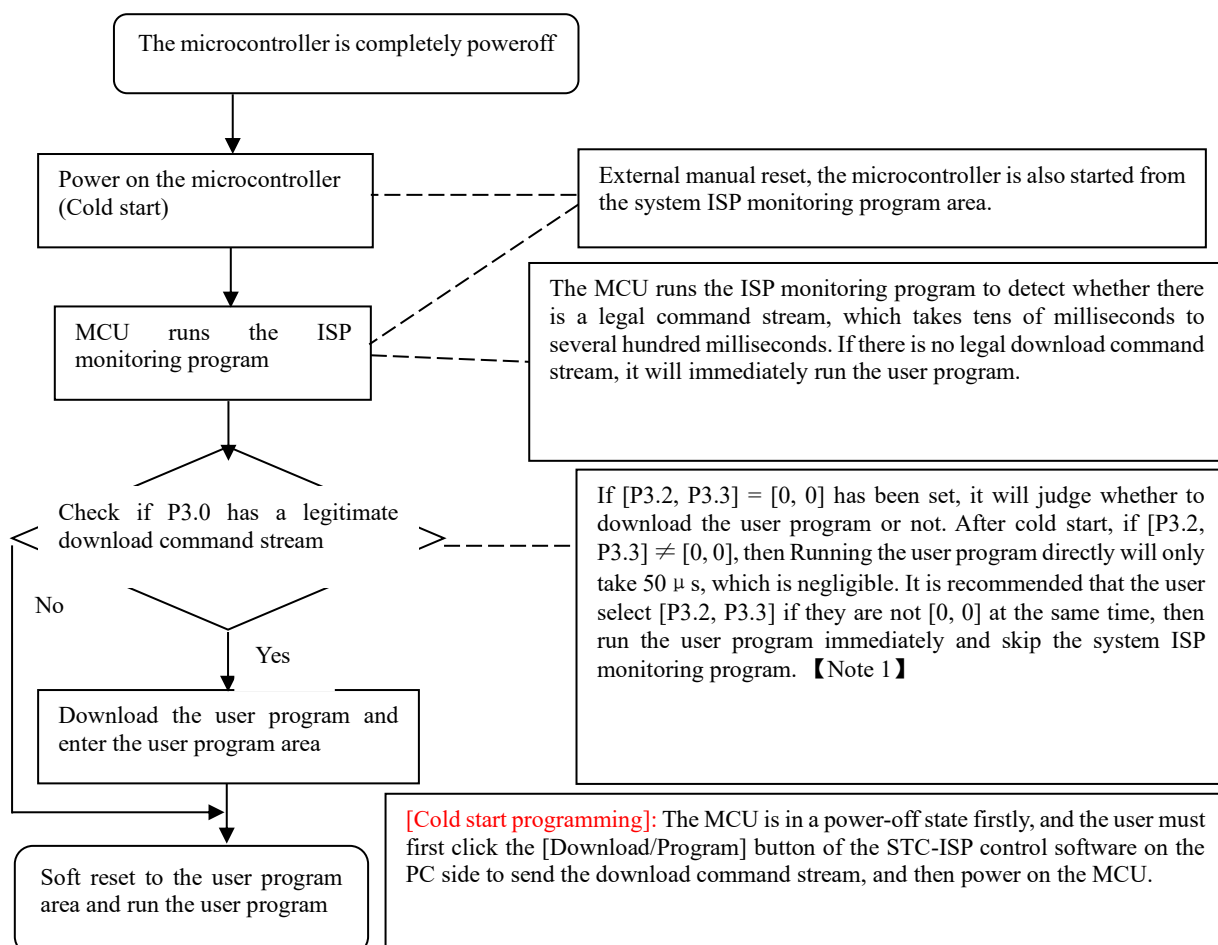 The microcontroller is completely poweroff
Power on the microcontroller
(Cold start)
External manual reset, the microcontroller is also started from
the system ISP monitoring program area.
MCU runs the ISP
monitoring program
The MCU runs the ISP monitoring program to detect whether there
is a legal command stream, which takes tens of milliseconds to
several hundred milliseconds. If there is no legal download command
stream, it will immediately run the user program.
Check if P3.0 has a legitimate
download command stream
If [P3.2, P3.3] = [0, 0] has been set, it will judge whether to
download the user program or not. After cold start, if [P3.2,
P3.3] ≠ [0, 0], then Running the user program directly will only
take 50 μs, which is negligible. It is recommended that the user
select [P3.2, P3.3] if they are not [0, 0] at the same time, then
run the user program immediately and skip the system ISP
monitoring program. 【Note 1】
No
Yes
Download the user program and
enter the user program area
[Cold start programming]: The MCU is in a power-off state firstly, and the user must
first click the [Download/Program] button of the STC-ISP control software on the
PC side to send the download command stream, and then power on the MCU.
Soft reset to the user program
area and run the user program